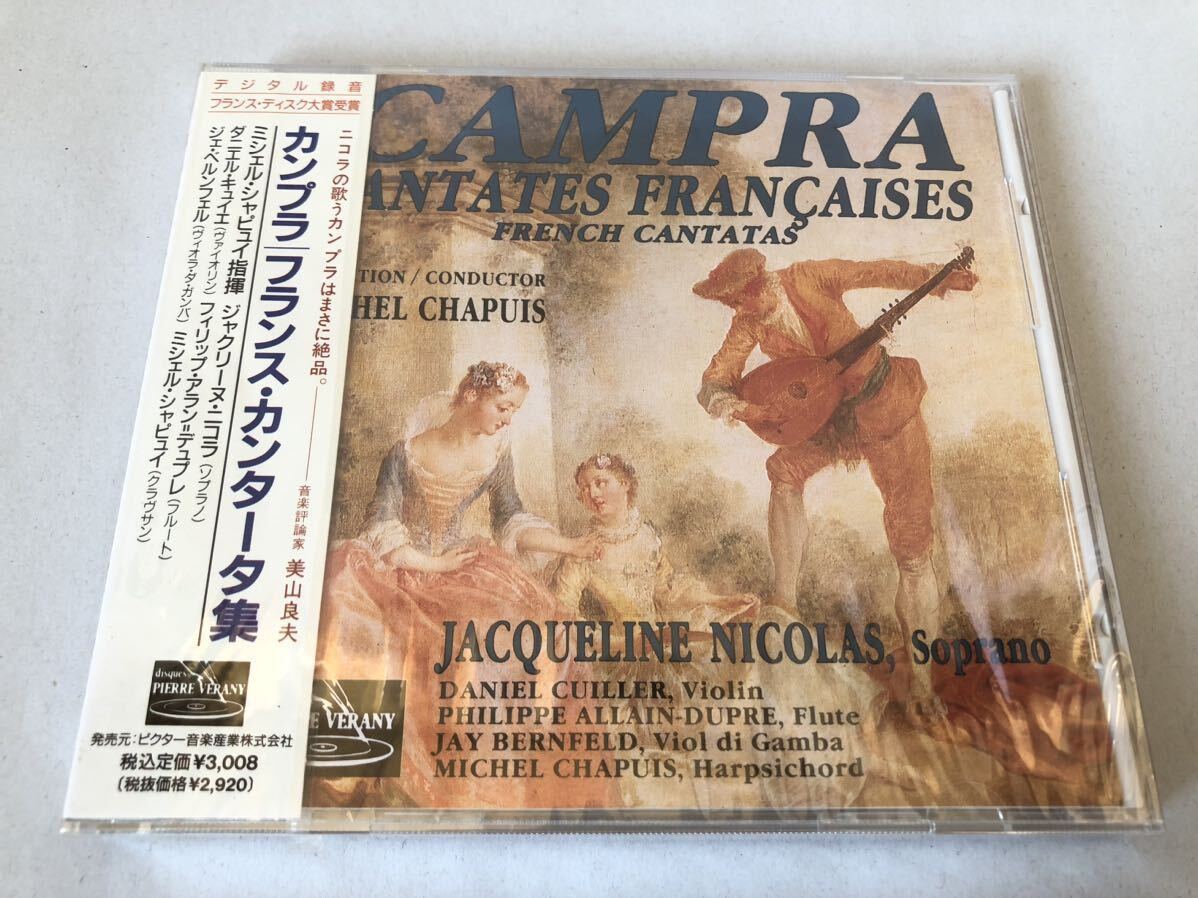 デジタル録音
フランス・ディスク大賞受賞
ニコラの歌うカンプラはまさに絶品。
音楽評論家 美山良夫
カンプラ/フランス・カンタータ集
ミシェル・シャピュイ指揮 ジャクリーヌ・ニコラ(ソプラノ)
ダニエル・キュイエ(ヴァイオリン) フィリップ・アラン=デュプレ(フルート)
ジェ・ベルンフェル(ヴィオラ・ダ・ガンバ) ミシェル・シャピュイ(クラヴサン)
disques
PIERRE VERANY
発売元:ビクター音楽産業株式会社
税込定価¥3,008
(税抜価格¥2,920)
CAMPRA
ANTATES FRANÇAISES
FRENCH CANTATAS
TION / CONDUCTOR
HEL CHAPUIS
JACQUELINE NICOLAS, Soprano
DANIEL CUILLER, Violin
PHILIPPE ALLAIN-DUPRE, Flute
JAY BERNFELD, Viol di Gamba
MICHEL CHAPUIS, Harpsichord
RE VERANY